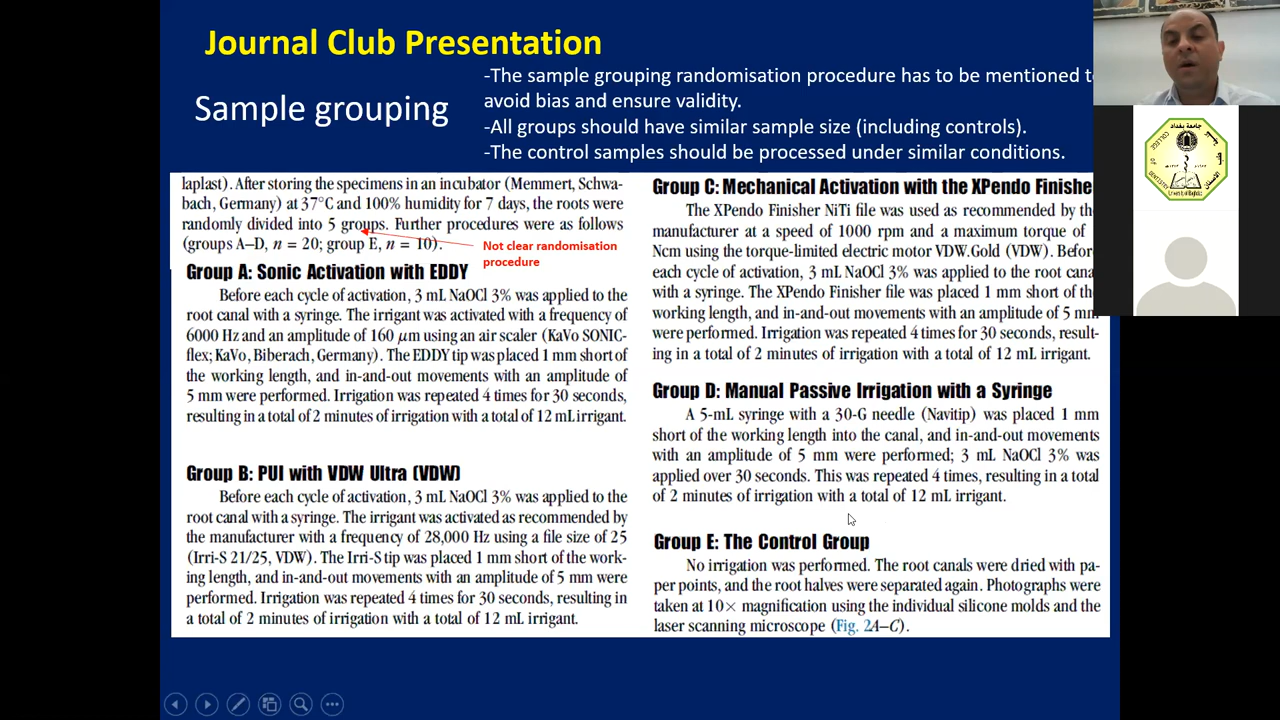 Journal Club Presentation
Sample grouping
-The sample grouping randomisation procedure has to be mentioned t
avoid bias and ensure validity.
-All groups should have similar sample size (including controls).
-The control samples should be processed under similar conditions.
laplast). After storing the specimens in an incubator (Memmert, Schwa-
bach, Germany) at 37°C and 100% humidity for 7 days, the roots were
randomly divided into 5 groups. Further procedures were as follows
(groups A–D, n = 20; group E, n = 10).
Not clear randomisation
procedure
Group A: Sonic Activation with EDDY
Before each cycle of activation, 3 mL NaOCl 3% was applied to the
root canal with a syringe. The irrigant was activated with a frequency of
6000 Hz and an amplitude of 160 μm using an air scaler (KaVo SONIC-
flex; KaVo, Biberach, Germany). The EDDY tip was placed 1 mm short of
the working length, and in-and-out movements with an amplitude of
5 mm were performed. Irrigation was repeated 4 times for 30 seconds,
resulting in a total of 2 minutes of irrigation with a total of 12 mL irrigant.
Group B: PUI with VDW Ultra (VDW)
Before each cycle of activation, 3 mL NaOCl 3% was applied to the
root canal with a syringe. The irrigant was activated as recommended by
the manufacturer with a frequency of 28,000 Hz using a file size of 25
(Irri-S 21/25, VDW). The Irri-S tip was placed 1 mm short of the work-
ing length, and in-and-out movements with an amplitude of 5 mm were
performed. Irrigation was repeated 4 times for 30 seconds, resulting in
a total of 2 minutes of irrigation with a total of 12 mL irrigant.
Group C: Mechanical Activation with the XPendo Finishe
The XPendo Finisher NiTi file was used as recommended by the
manufacturer at a speed of 1000 rpm and a maximum torque of
Ncm using the torque-limited electric motor VDW.Gold (VDW). Befor
each cycle of activation, 3 mL NaOCl 3% was applied to the root cana
with a syringe. The XPendo Finisher file was placed 1 mm short of th
working length, and in-and-out movements with an amplitude of 5 mm
were performed. Irrigation was repeated 4 times for 30 seconds, result-
ing in a total of 2 minutes of irrigation with a total of 12 mL irrigant.
Group D: Manual Passive Irrigation with a Syringe
A 5-mL syringe with a 30-G needle (Navitip) was placed 1 mm
short of the working length into the canal, and in-and-out movements
with an amplitude of 5 mm were performed; 3 mL NaOCl 3% was
applied over 30 seconds. This was repeated 4 times, resulting in a total
of 2 minutes of irrigation with a total of 12 mL irrigant.
Group E: The Control Group
No irrigation was performed. The root canals were dried with pa-
per points, and the root halves were separated again. Photographs were
taken at 10× magnification using the individual silicone molds and the
laser scanning microscope (Fig. 2A–C).
جامعة بغداد
COLLEGE OF DENTISTRY